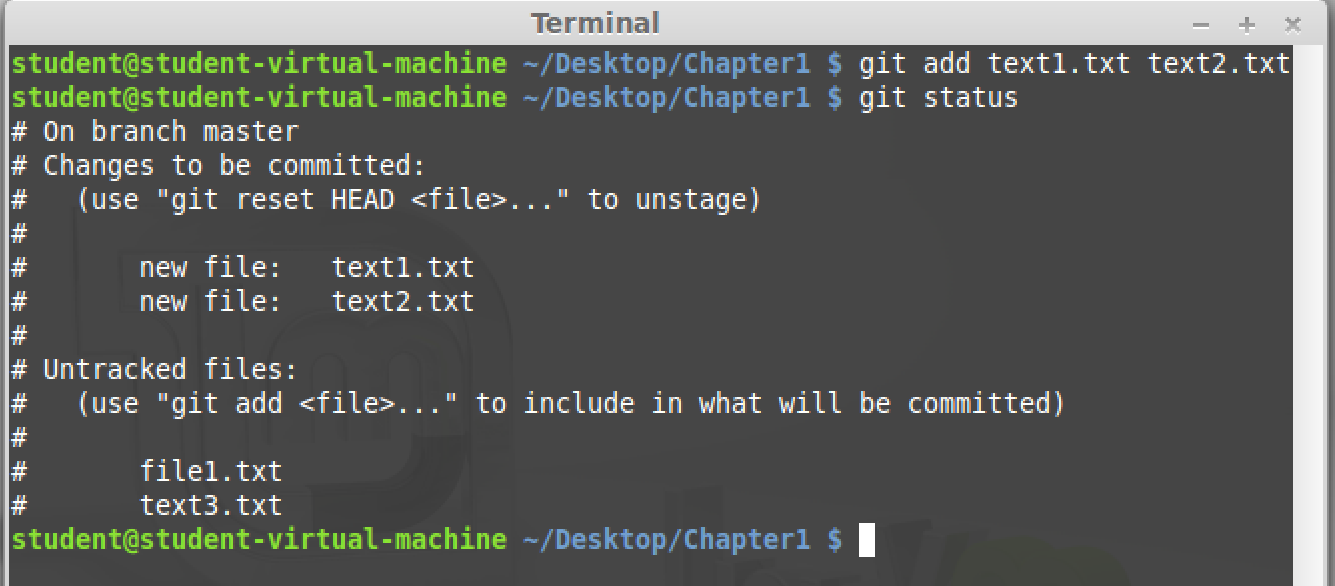 Terminal
student@student-virtual-machine ~/Desktop/Chapter1 $ git add text1.txt text2.txt
student@student-virtual-machine ~/Desktop/Chapter1 $ git status
# On branch master
# Changes to be committed:
#   (use "git reset HEAD <file>..." to unstage)
#
#       new file:   text1.txt
#       new file:   text2.txt
#
# Untracked files:
#   (use "git add <file>..." to include in what will be committed)
#
#       file1.txt
#       text3.txt
student@student-virtual-machine ~/Desktop/Chapter1 $